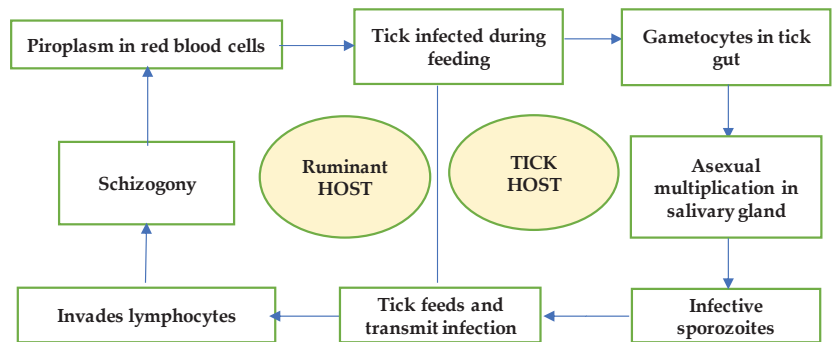 Piroplasm in red blood cells
Tick infected during
feeding
Gametocytes in tick
gut
Schizogony
Ruminant
HOST
TICK
HOST
Asexual
multiplication in
salivary gland
Invades lymphocytes
Tick feeds and
transmit infection
Infective
sporozoites